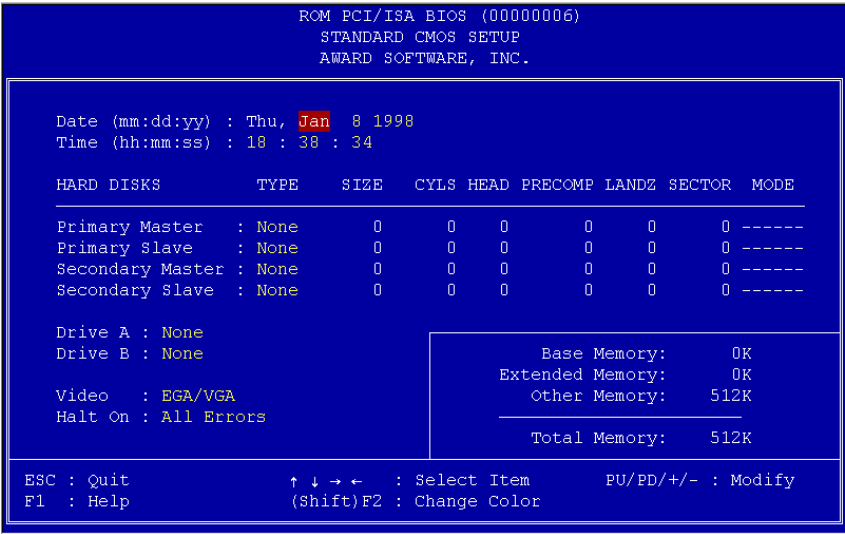 ROM PCI/ISA BIOS (00000006)
STANDARD CMOS SETUP
AWARD SOFTWARE, INC.
Date (mm:dd:yy) : Thu, Jan 8 1998
Time (hh:mm:ss) : 18 : 38 : 34
HARD DISKS TYPE SIZE CYLS HEAD PRECOMP LANDZ SECTOR MODE
Primary Master : None 0 0 0 0 0 0 ------
Primary Slave : None 0 0 0 0 0 0 ------
Secondary Master : None 0 0 0 0 0 0 ------
Secondary Slave : None 0 0 0 0 0 0 ------
Drive A : None
Drive B : None
Video : EGA/VGA
Halt On : All Errors
Base Memory: 0K
Extended Memory: 0K
Other Memory: 512K
Total Memory: 512K
ESC : Quit ↑ ↓ → ← : Select Item PU/PD/+/- : Modify
F1 : Help (Shift)F2 : Change Color